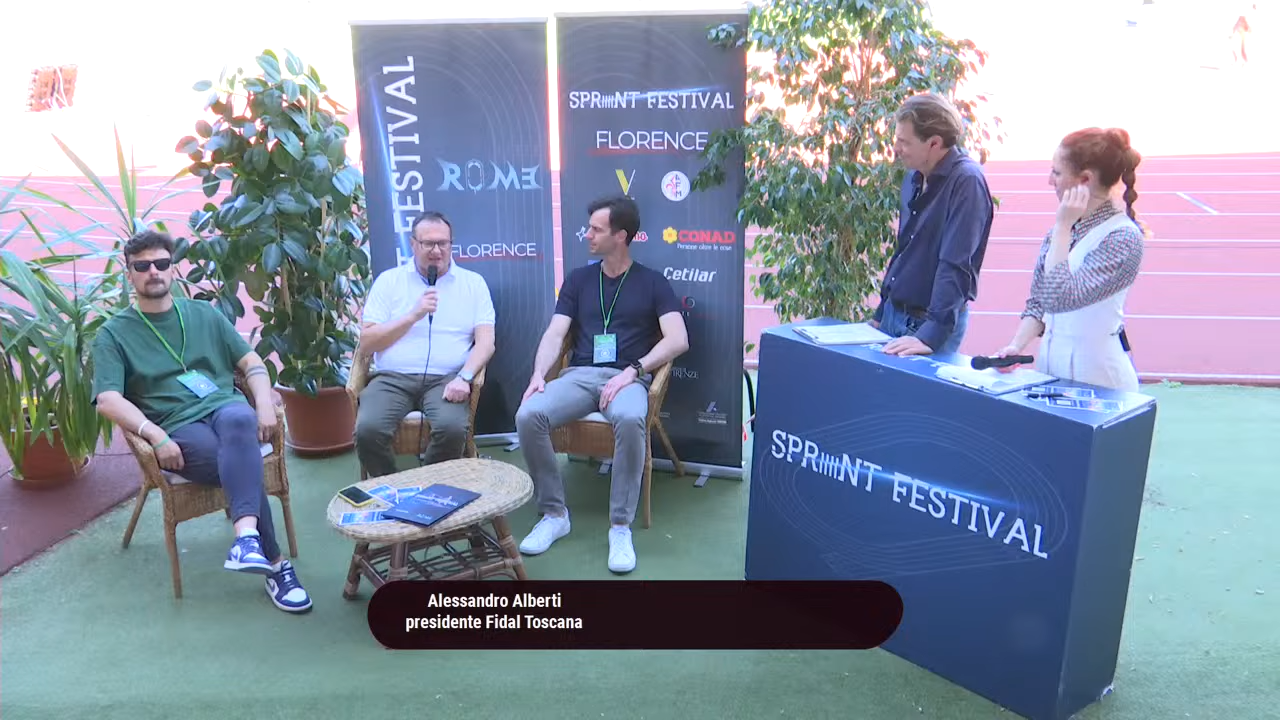 FESTIVAL
ROME
FLORENCE
SPRINT FESTIVAL
FLORENCE
CONAD
Persone oltre le cose
Cetilar
SPRINT FESTIVAL
Alessandro Alberti
presidente Fidal Toscana